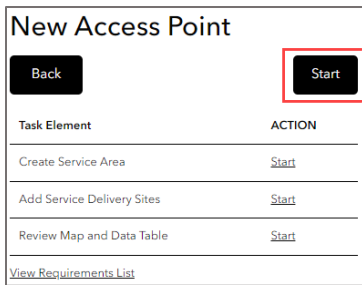 New Access Point
Back Start
Task Element ACTION
Create Service Area Start
Add Service Delivery Sites Start
Review Map and Data Table Start
View Requirements List